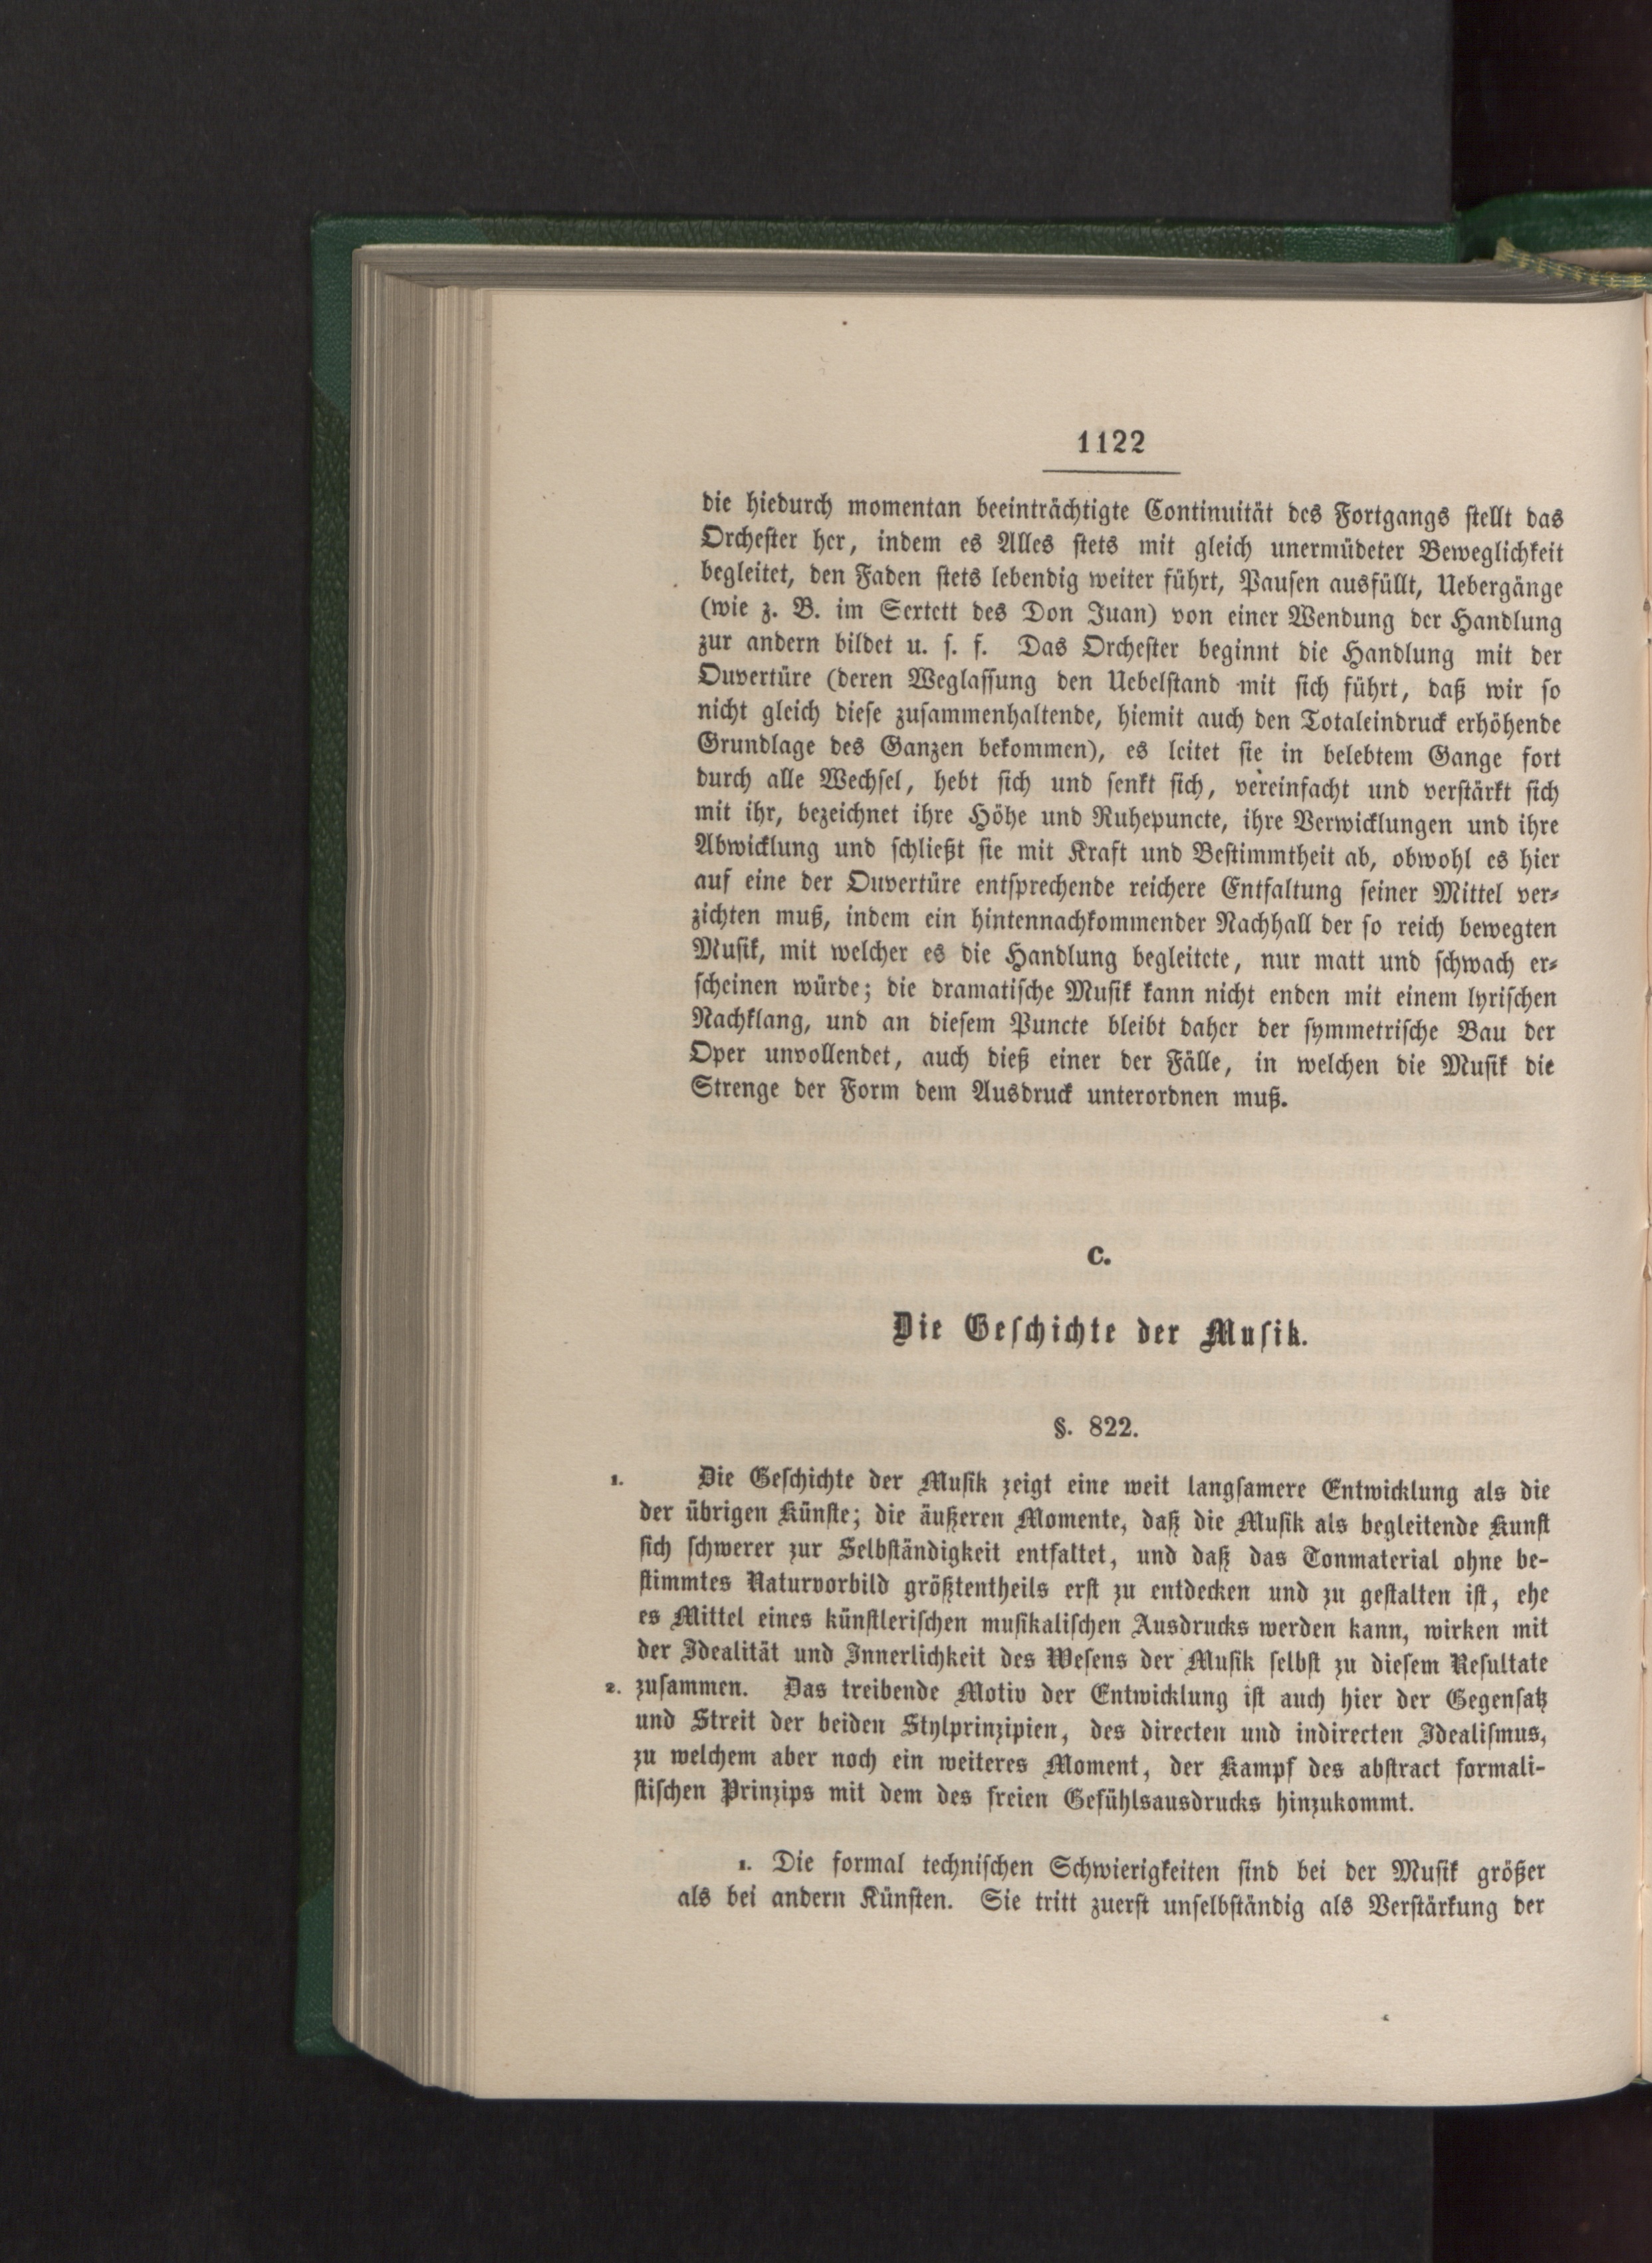 1122
die hiedurch momentan beeinträchtigte Continuität des Fortgangs stellt das
Orchester her, indem es Alles stets mit gleich unermüdeter Beweglichkeit
begleitet, den Faden stets lebendig weiter führt, Pausen ausfüllt, Uebergänge
(wie z. B. im Sextett des Don Juan) von einer Wendung der Handlung
zur andern bildet u. s. f. Das Orchester beginnt die Handlung mit der
Ouvertüre (deren Weglassung den Uebelstand mit sich führt, daß wir so
nicht gleich diese zusammenhaltende, hiemit auch den Totaleindruck erhöhende
Grundlage des Ganzen bekommen), es leitet sie in belebtem Gange fort
durch alle Wechsel, hebt sich und senkt sich, vereinfacht und verstärkt sich
mit ihr, bezeichnet ihre Höhe und Ruhepuncte, ihre Verwicklungen und ihre
Abwicklung und schließt sie mit Kraft und Bestimmtheit ab, obwohl es hier
auf eine der Ouvertüre entsprechende reichere Entfaltung seiner Mittel ver-
zichten muß, indem ein hintennachkommender Nachhall der so reich bewegten
Musik, mit welcher es die Handlung begleitete, nur matt und schwach er-
scheinen würde; die dramatische Musik kann nicht enden mit einem lyrischen
Nachklang, und an diesem Puncte bleibt daher der symmetrische Bau der
Oper unvollendet, auch dieß einer der Fälle, in welchen die Musik die
Strenge der Form dem Ausdruck unterordnen muß.
c.
Die Geschichte der Musik.
§. 822.
1. Die Geschichte der Musik zeigt eine weit langsamere Entwicklung als die
der übrigen Künste; die äußeren Momente, daß die Musik als begleitende Kunst
sich schwerer zur Selbständigkeit entfaltet, und daß das Tonmaterial ohne be-
stimmtes Naturvorbild größtentheils erst zu entdecken und zu gestalten ist, ehe
es Mittel eines künstlerischen musikalischen Ausdrucks werden kann, wirken mit
der Idealität und Innerlichkeit des Wesens der Musik selbst zu diesem Resultate
2. zusammen. Das treibende Motiv der Entwicklung ist auch hier der Gegensatz
und Streit der beiden Stylprinzipien, des directen und indirecten Idealismus,
zu welchem aber noch ein weiteres Moment, der Kampf des abstract formali-
stischen Prinzips mit dem des freien Gefühlsausdrucks hinzukommt.
1. Die formal technischen Schwierigkeiten sind bei der Musik größer
als bei andern Künsten. Sie tritt zuerst unselbständig als Verstärkung der